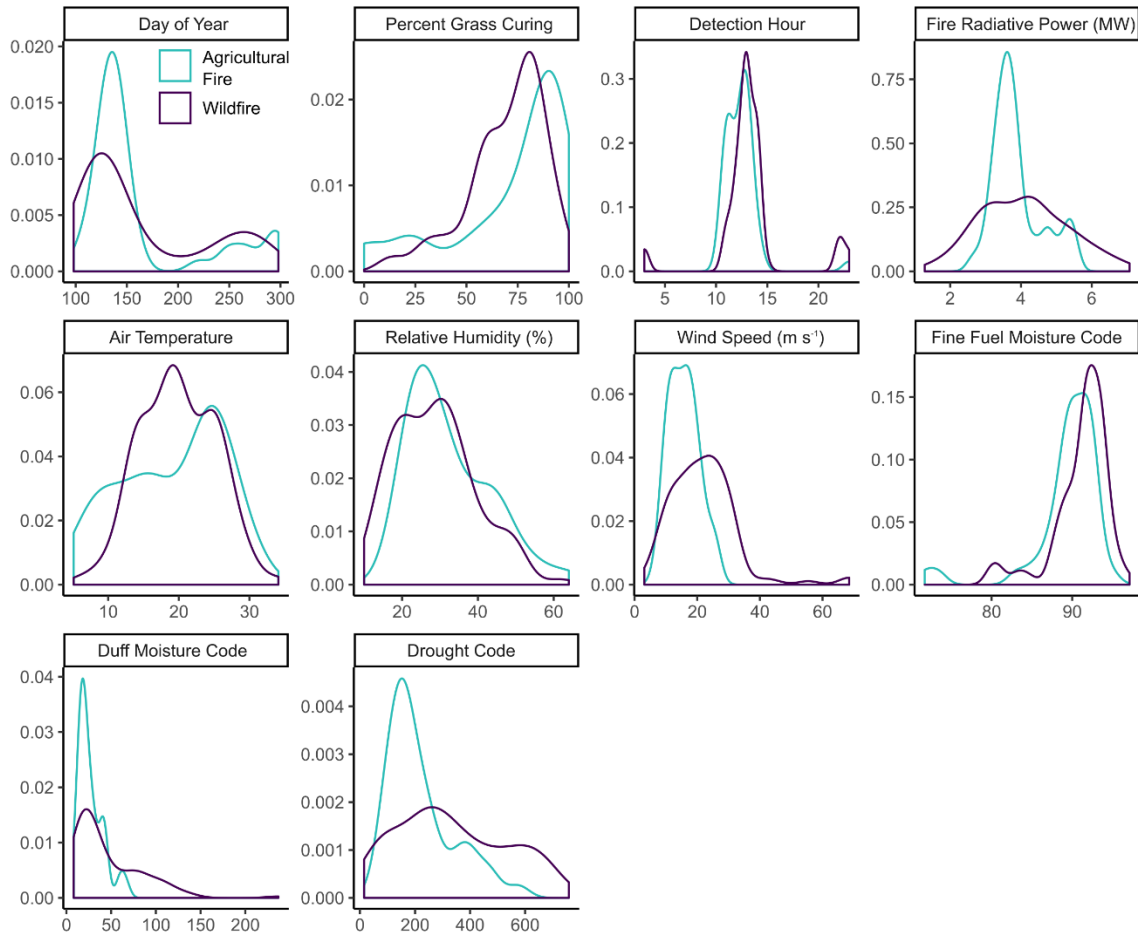 Day of Year
Percent Grass Curing
Detection Hour
Fire Radiative Power (MW)
0.020
0.015
0.010
0.005
0.000
100 150 200 250 300
Agricultural
Fire
Wildfire
0.02
0.01
0.00
0 25 50 75 100
0.3
0.2
0.1
0.0
5 10 15 20
0.75
0.50
0.25
0.00
2 4 6
Air Temperature
Relative Humidity (%)
Wind Speed (m s⁻¹)
Fine Fuel Moisture Code
0.06
0.04
0.02
0.00
10 20 30
0.04
0.03
0.02
0.01
0.00
20 40 60
0.06
0.04
0.02
0.00
0 20 40 60
0.15
0.10
0.05
0.00
80 90
Duff Moisture Code
Drought Code
0.04
0.03
0.02
0.01
0.00
0 50 100 150 200
0.004
0.003
0.002
0.001
0.000
0 200 400 600